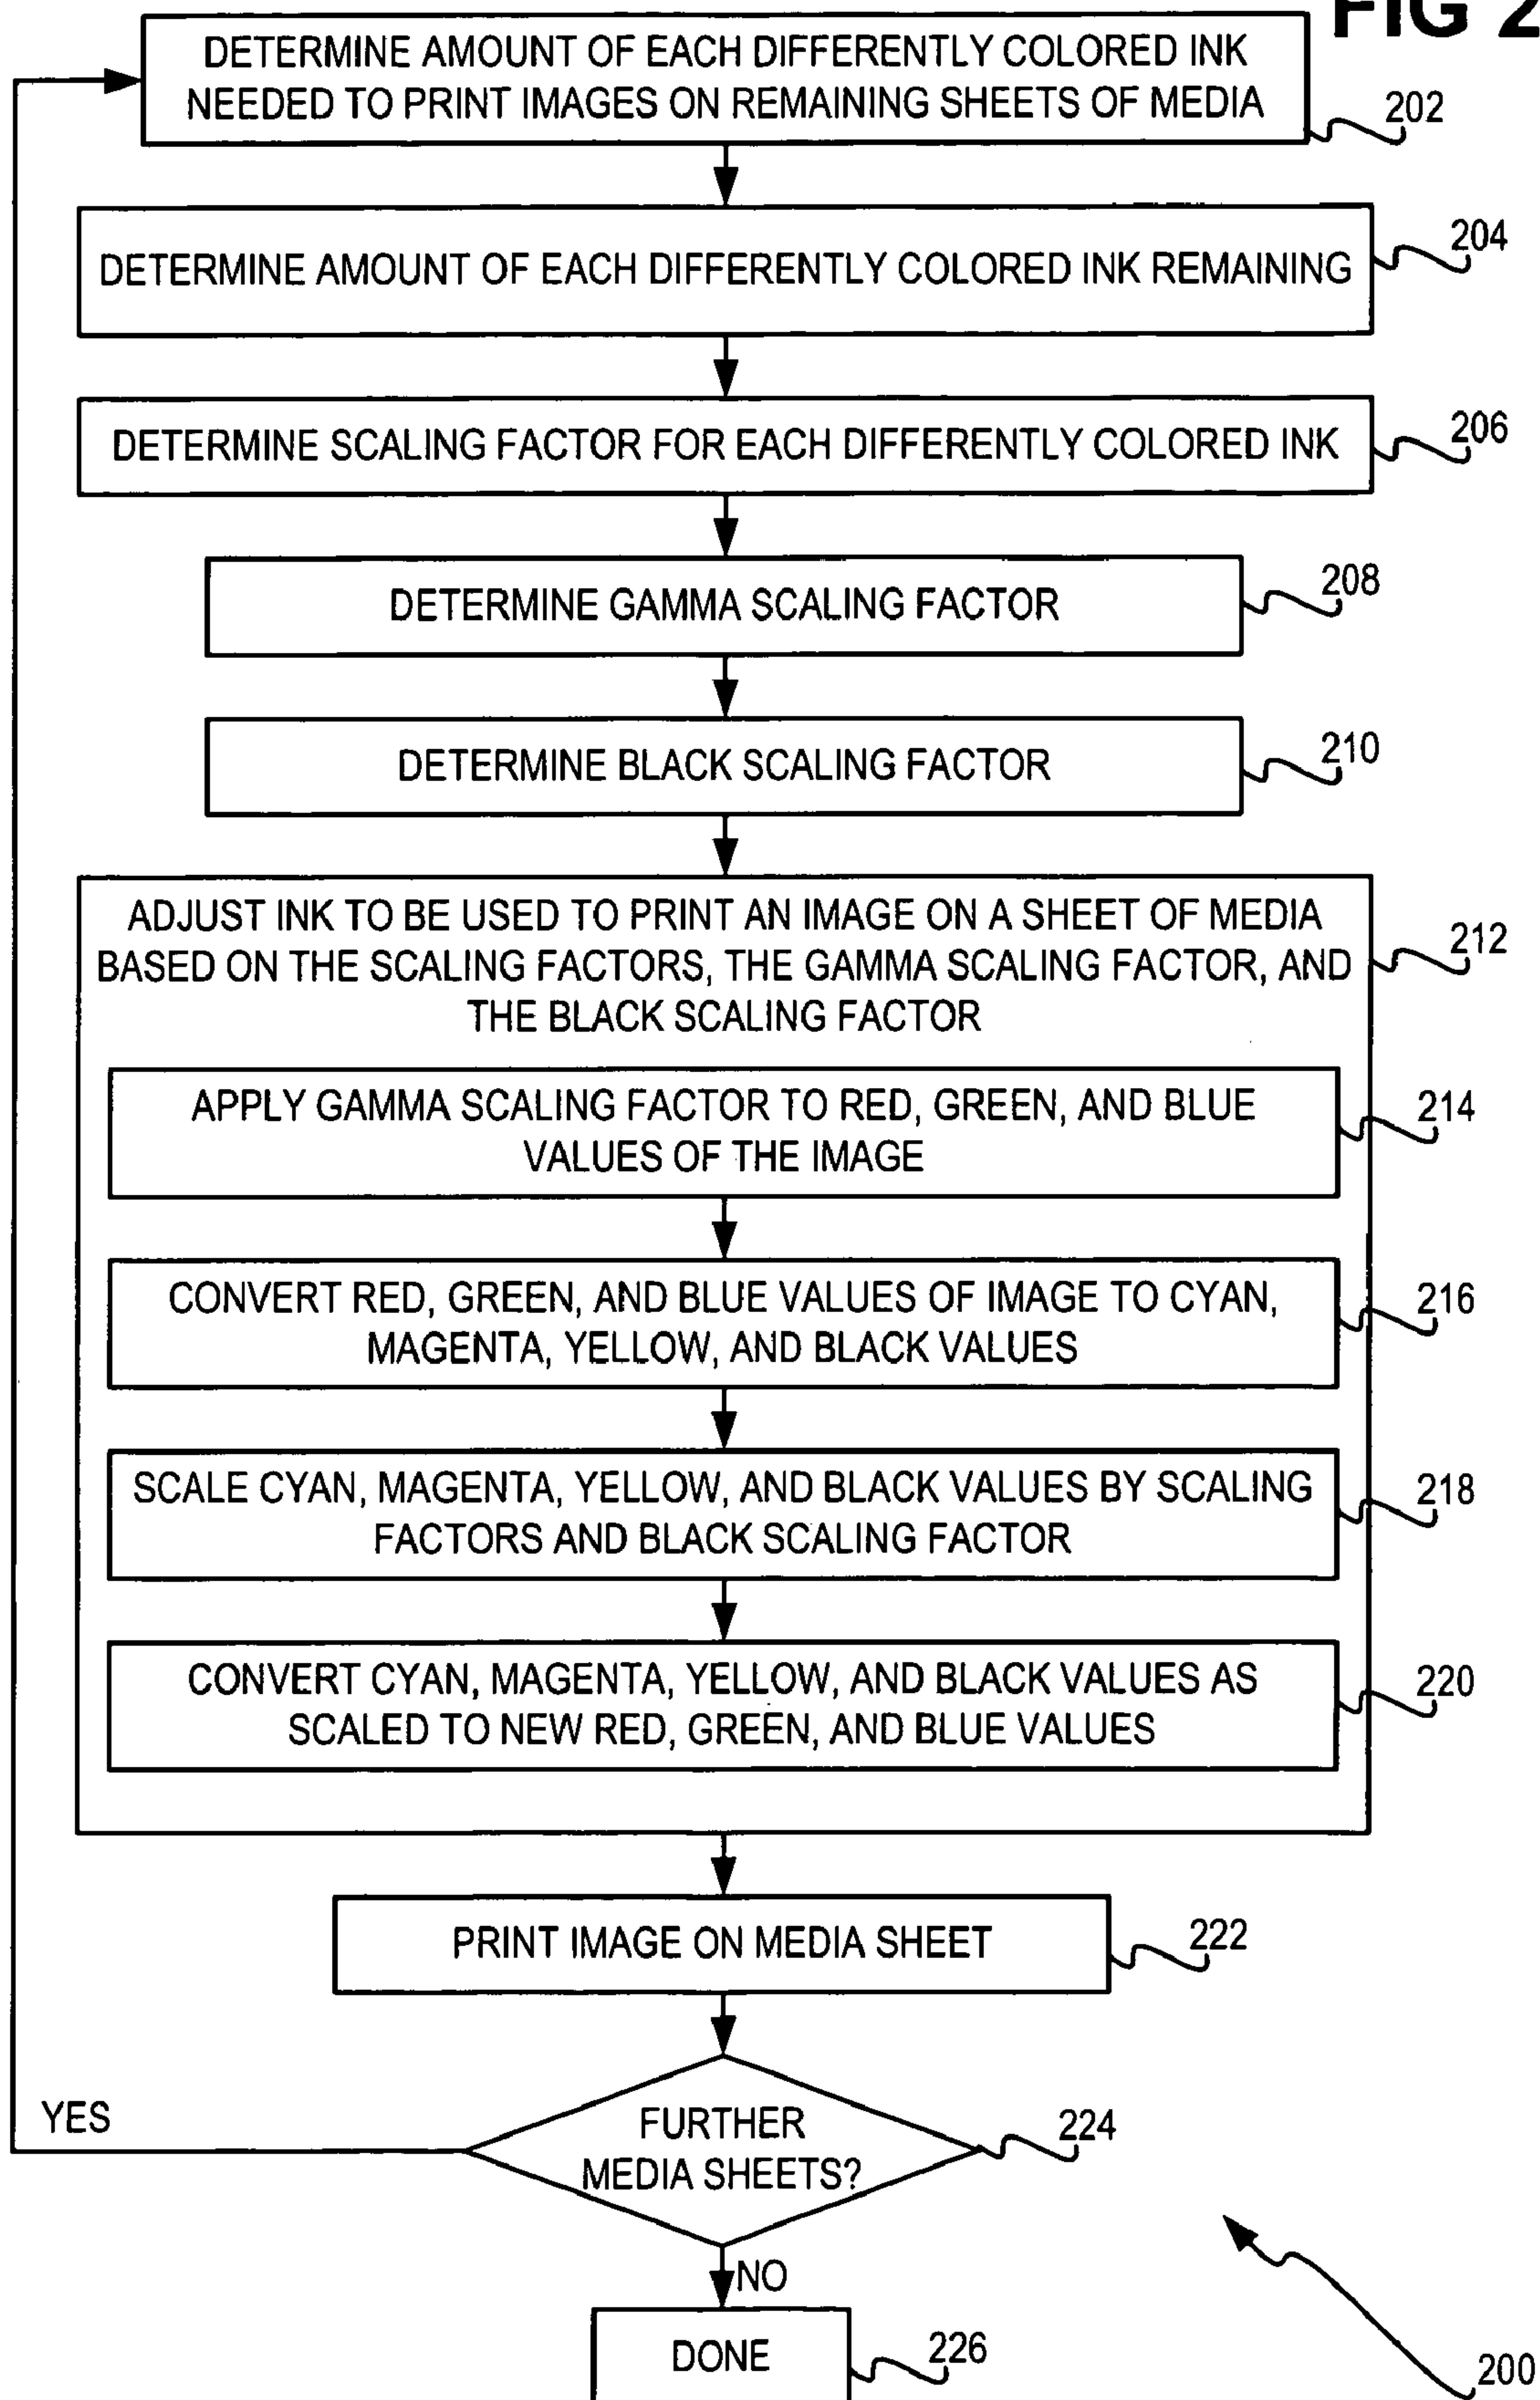 FIG 2
DETERMINE AMOUNT OF EACH DIFFERENTLY COLORED INK
NEEDED TO PRINT IMAGES ON REMAINING SHEETS OF MEDIA
202
DETERMINE AMOUNT OF EACH DIFFERENTLY COLORED INK REMAINING
204
DETERMINE SCALING FACTOR FOR EACH DIFFERENTLY COLORED INK
206
DETERMINE GAMMA SCALING FACTOR
208
DETERMINE BLACK SCALING FACTOR
210
ADJUST INK TO BE USED TO PRINT AN IMAGE ON A SHEET OF MEDIA
BASED ON THE SCALING FACTORS, THE GAMMA SCALING FACTOR, AND
THE BLACK SCALING FACTOR
212
APPLY GAMMA SCALING FACTOR TO RED, GREEN, AND BLUE
VALUES OF THE IMAGE
214
CONVERT RED, GREEN, AND BLUE VALUES OF IMAGE TO CYAN,
MAGENTA, YELLOW, AND BLACK VALUES
216
SCALE CYAN, MAGENTA, YELLOW, AND BLACK VALUES BY SCALING
FACTORS AND BLACK SCALING FACTOR
218
CONVERT CYAN, MAGENTA, YELLOW, AND BLACK VALUES AS
SCALED TO NEW RED, GREEN, AND BLUE VALUES
220
PRINT IMAGE ON MEDIA SHEET
222
YES
FURTHER
MEDIA SHEETS?
224
NO
DONE
226
200